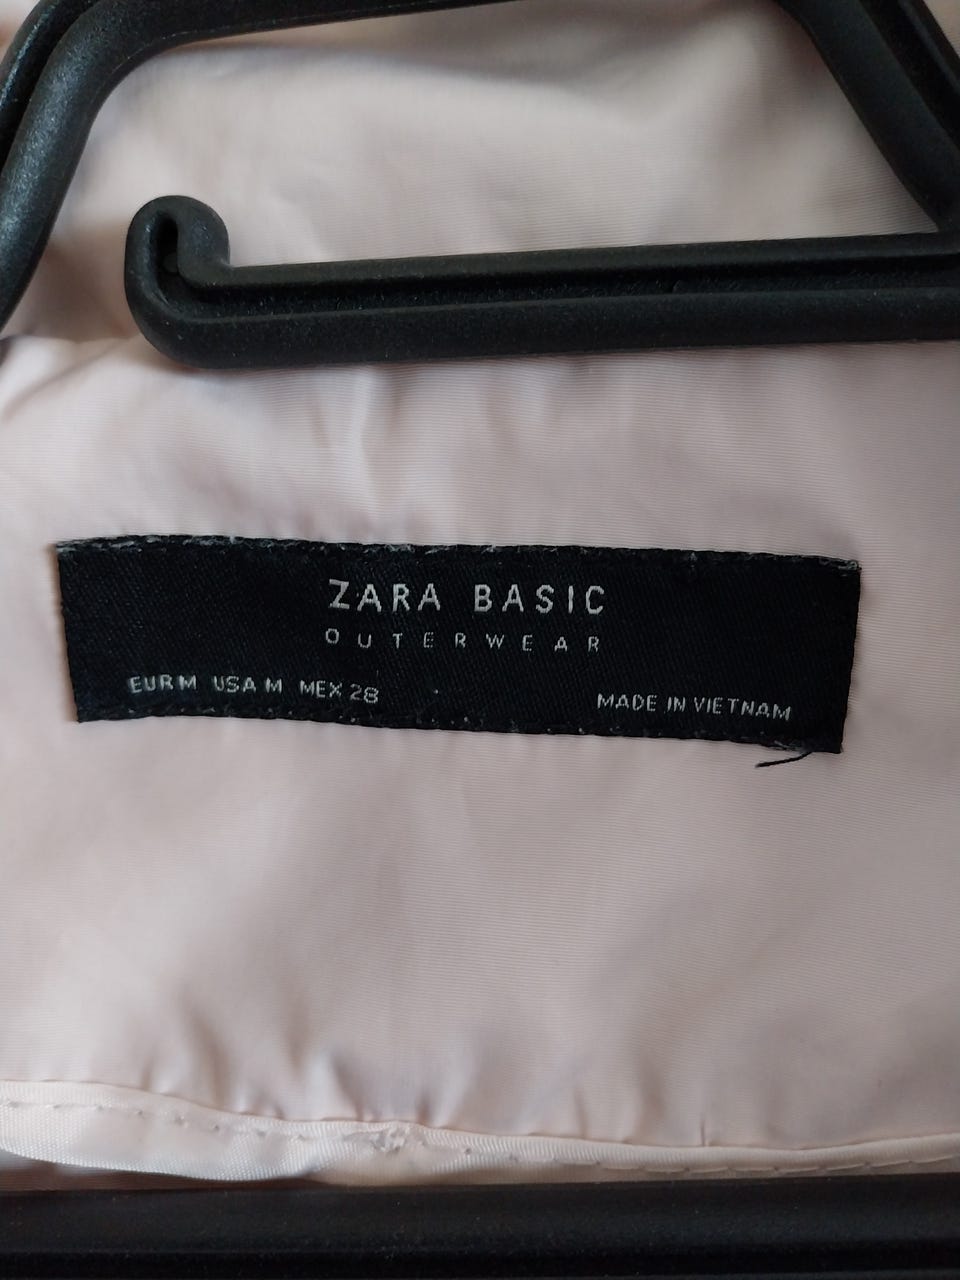 ZARA BASIC
OUTERWEAR
EUR M USA M MEX 28
MADE IN VIETNAM